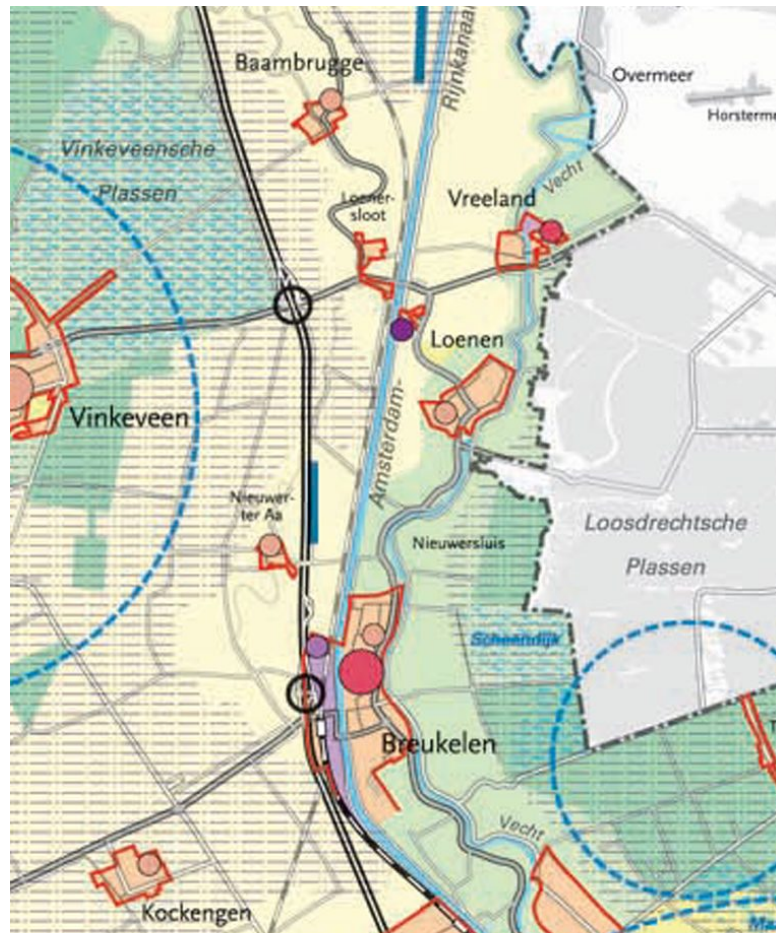 Baambrugge
Rijnkanaal
Overmeer
Vinkeveensche
Plassen
Loener-
sloot
Vreeland
Vecht
Loenen
Vinkeveen
Amsterdam-
Nieuwer-
ter Aa
Nieuwersluis
Loosdrechtsche
Plassen
Scheendijk
Breukelen
Vecht
Kockengen